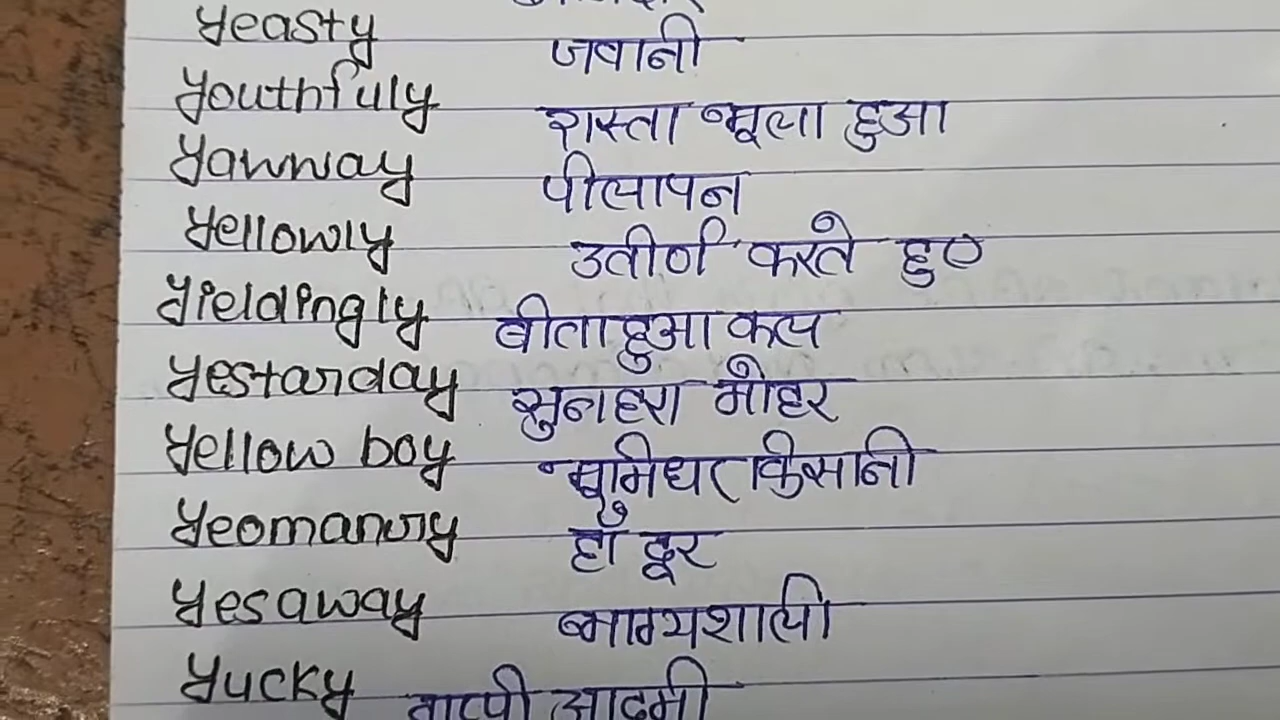 Yeasty
जवानी
Youthfuly
रास्ता भूला हुआ
Yawway
पीलापन
Yellowly
उतीर्ण करते हुए
Yieldingly
बीता हुआ कल
Yestarday
सुनहरा मोहर
Yellow boy
भुमिधर किसानी
Yeomanry
हाँ दूर
Yesaway
भाग्यशाली
Yucky
आदमी